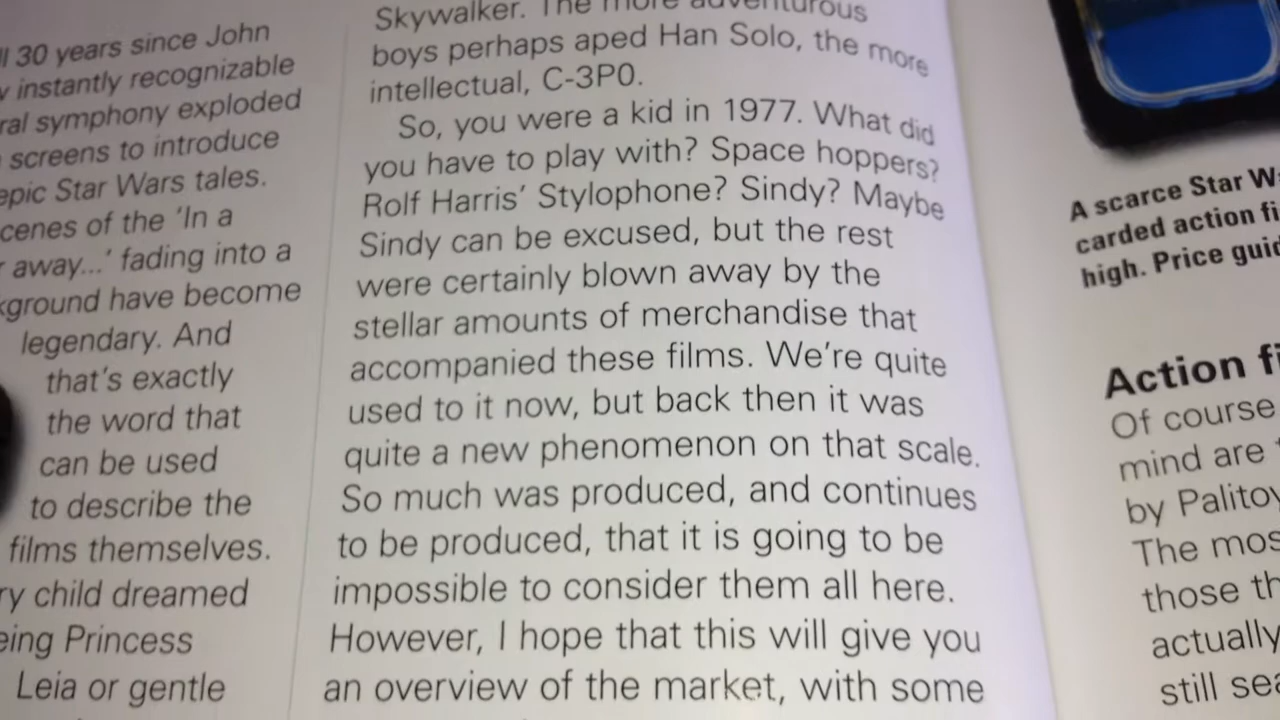 30 years since John
instantly recognizable
symphony exploded
screens to introduce
epic Star Wars tales.
of the ‘In a
away...’ fading into a
have become
legendary. And
that’s exactly
the word that
can be used
to describe the
films themselves.
child dreamed
Princess
Leia or gentle
Skywalker. The more adventurous
boys perhaps aped Han Solo, the more
intellectual, C-3P0.
So, you were a kid in 1977. What did
you have to play with? Space hoppers?
Rolf Harris’ Stylophone? Sindy? Maybe
Sindy can be excused, but the rest
were certainly blown away by the
stellar amounts of merchandise that
accompanied these films. We’re quite
used to it now, but back then it was
quite a new phenomenon on that scale.
So much was produced, and continues
to be produced, that it is going to be
impossible to consider them all here.
However, I hope that this will give you
an overview of the market, with some
A scarce Star
carded action
high. Price
Action
Of course
mind are
by
The
those
actually
still